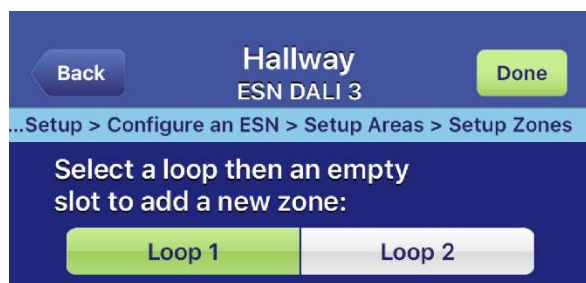 Back
Hallway
ESN DALI 3
Done
...Setup > Configure an ESN > Setup Areas > Setup Zones
Select a loop then an empty
slot to add a new zone:
Loop 1
Loop 2